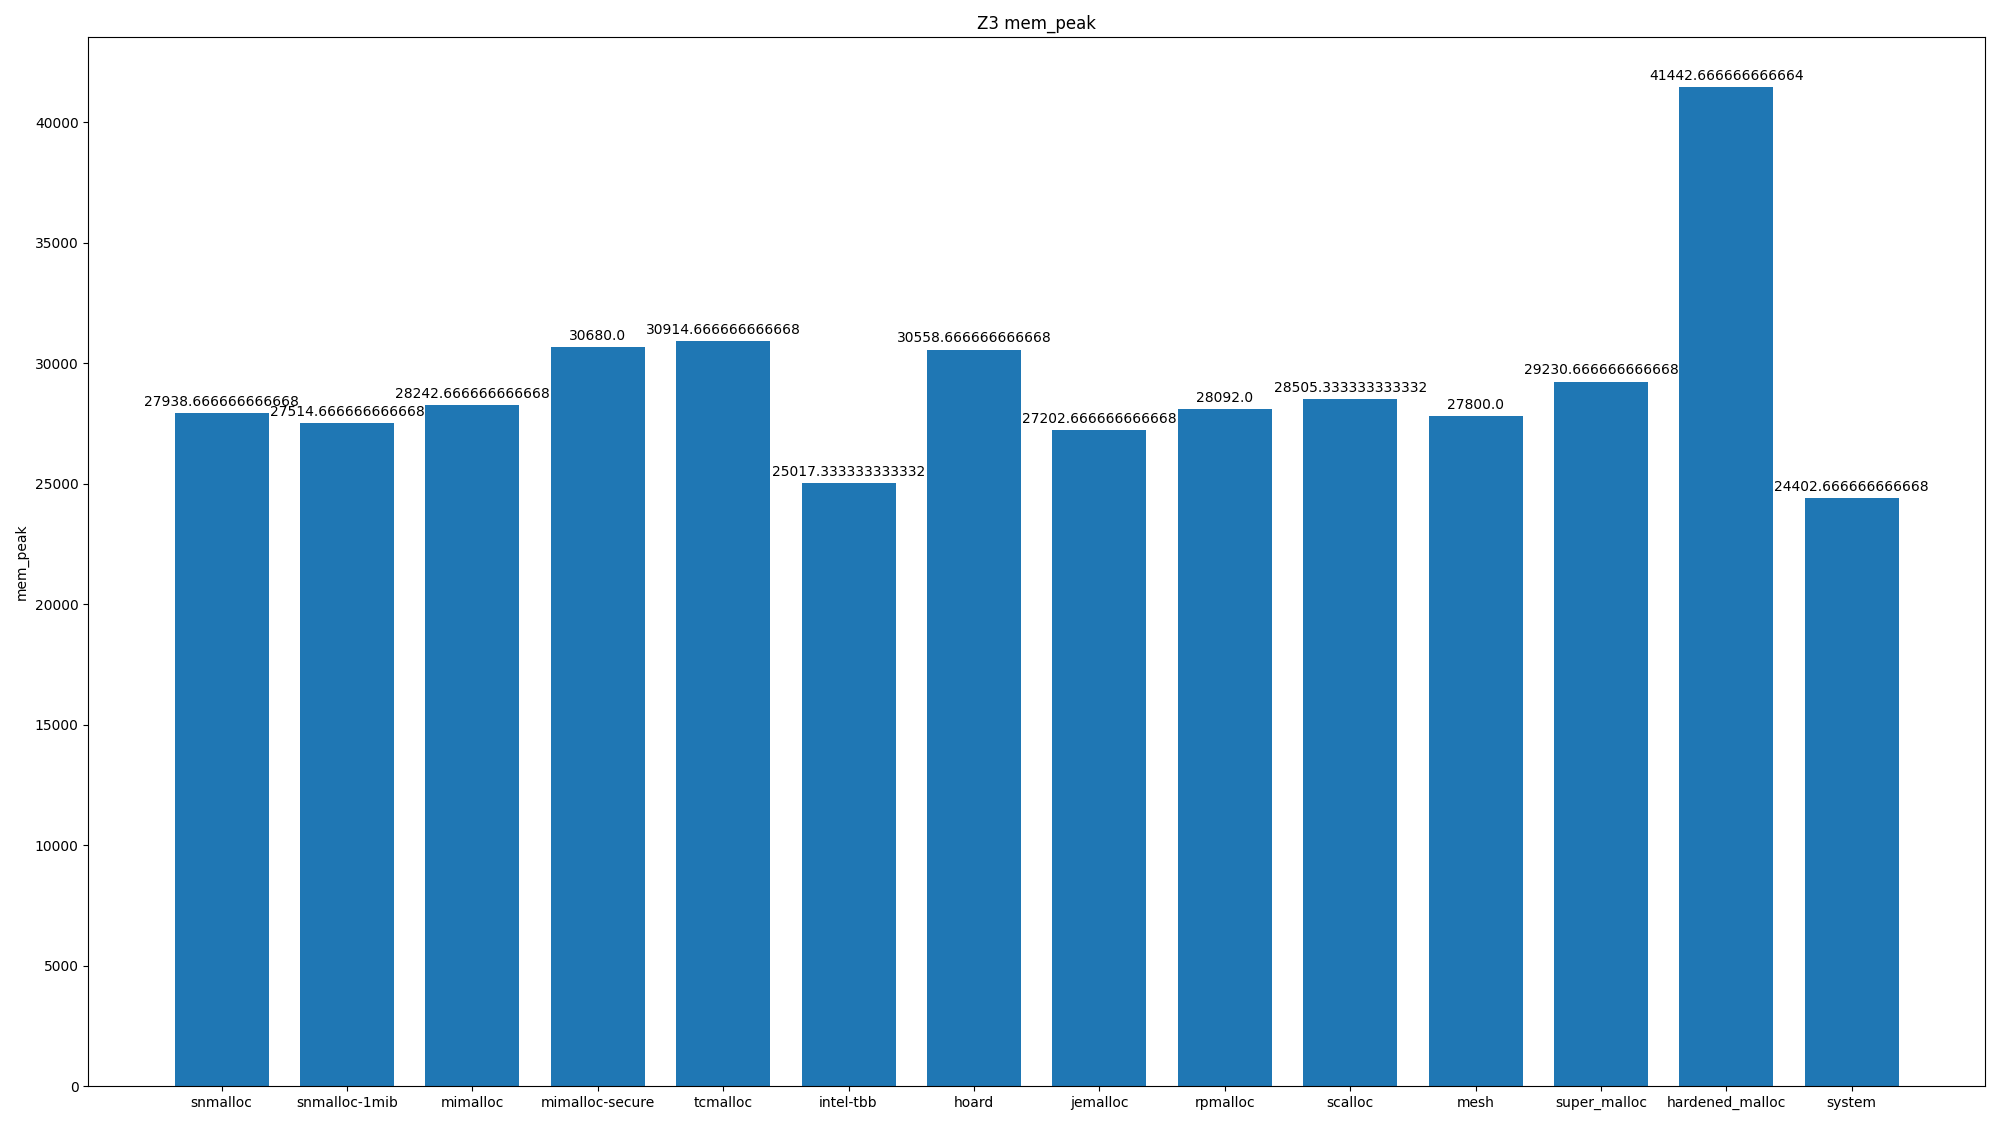 Z3 mem_peak
mem_peak
40000
35000
30000
25000
20000
15000
10000
5000
0
27938.666666666668
27514.666666666668
28242.666666666668
30680.0
30914.666666666668
25017.333333333332
30558.666666666668
27202.666666666668
28092.0
28505.333333333332
27800.0
29230.666666666668
41442.666666666664
24402.666666666668
snmalloc
snmalloc-1mib
mimalloc
mimalloc-secure
tcmalloc
intel-tbb
hoard
jemalloc
rpmalloc
scalloc
mesh
super_malloc
hardened_malloc
system